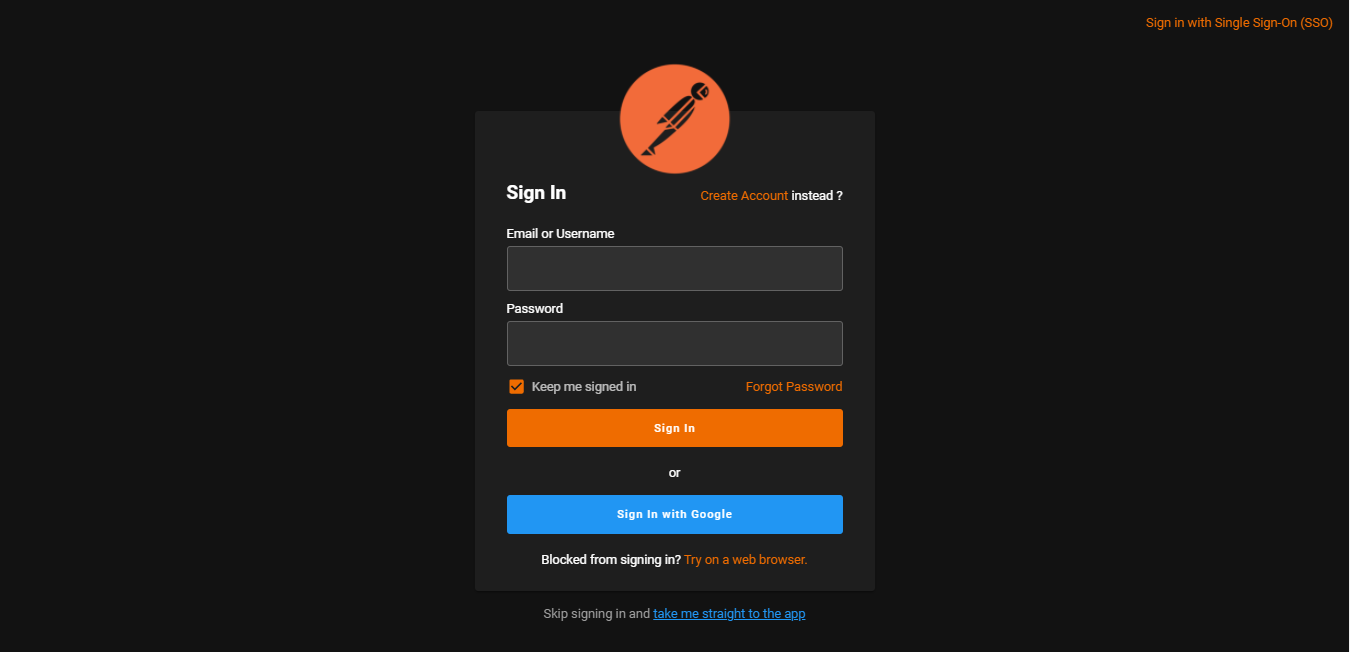 Sign in with Single Sign-On (SSO)
Sign In
Create Account instead ?
Email or Username
Password
Keep me signed in
Forgot Password
Sign In
or
Sign In with Google
Blocked from signing in? Try on a web browser.
Skip signing in and take me straight to the app